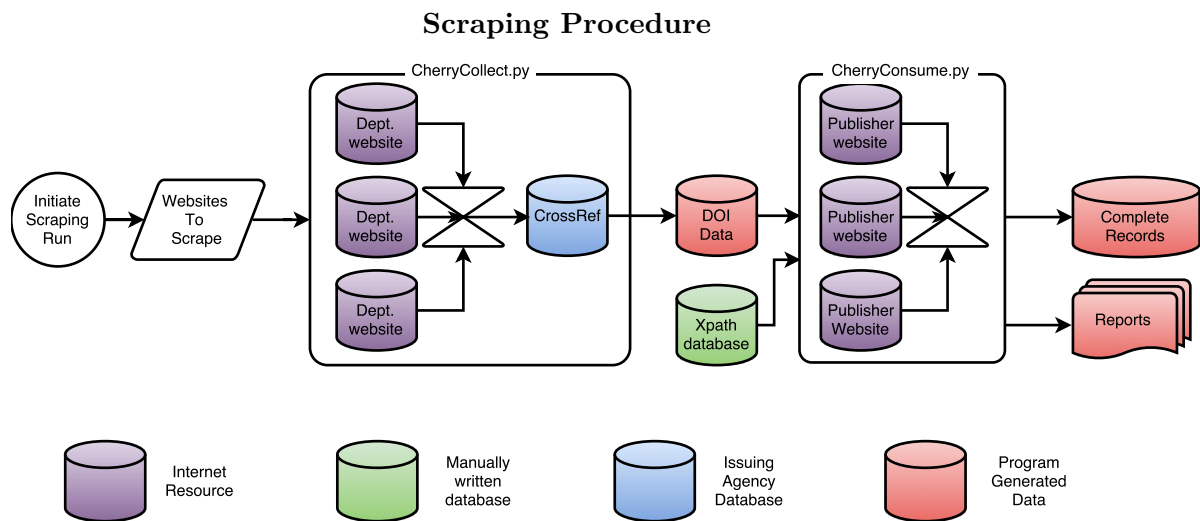 Scraping Procedure
CherryCollect.py
CherryConsume.py
Initiate
Scraping
Run
Websites
To
Scrape
Dept.
website
Dept.
website
Dept.
website
CrossRef
DOI
Data
Xpath
database
Publisher
website
Publisher
website
Publisher
Website
Complete
Records
Reports
Internet
Resource
Manually
written
database
Issuing
Agency
Database
Program
Generated
Data